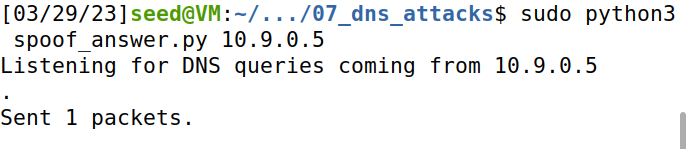 [03/29/23]seed@VM:~/.../07_dns_attacks$ sudo python3
 spoof_answer.py 10.9.0.5
Listening for DNS queries coming from 10.9.0.5
.
Sent 1 packets.